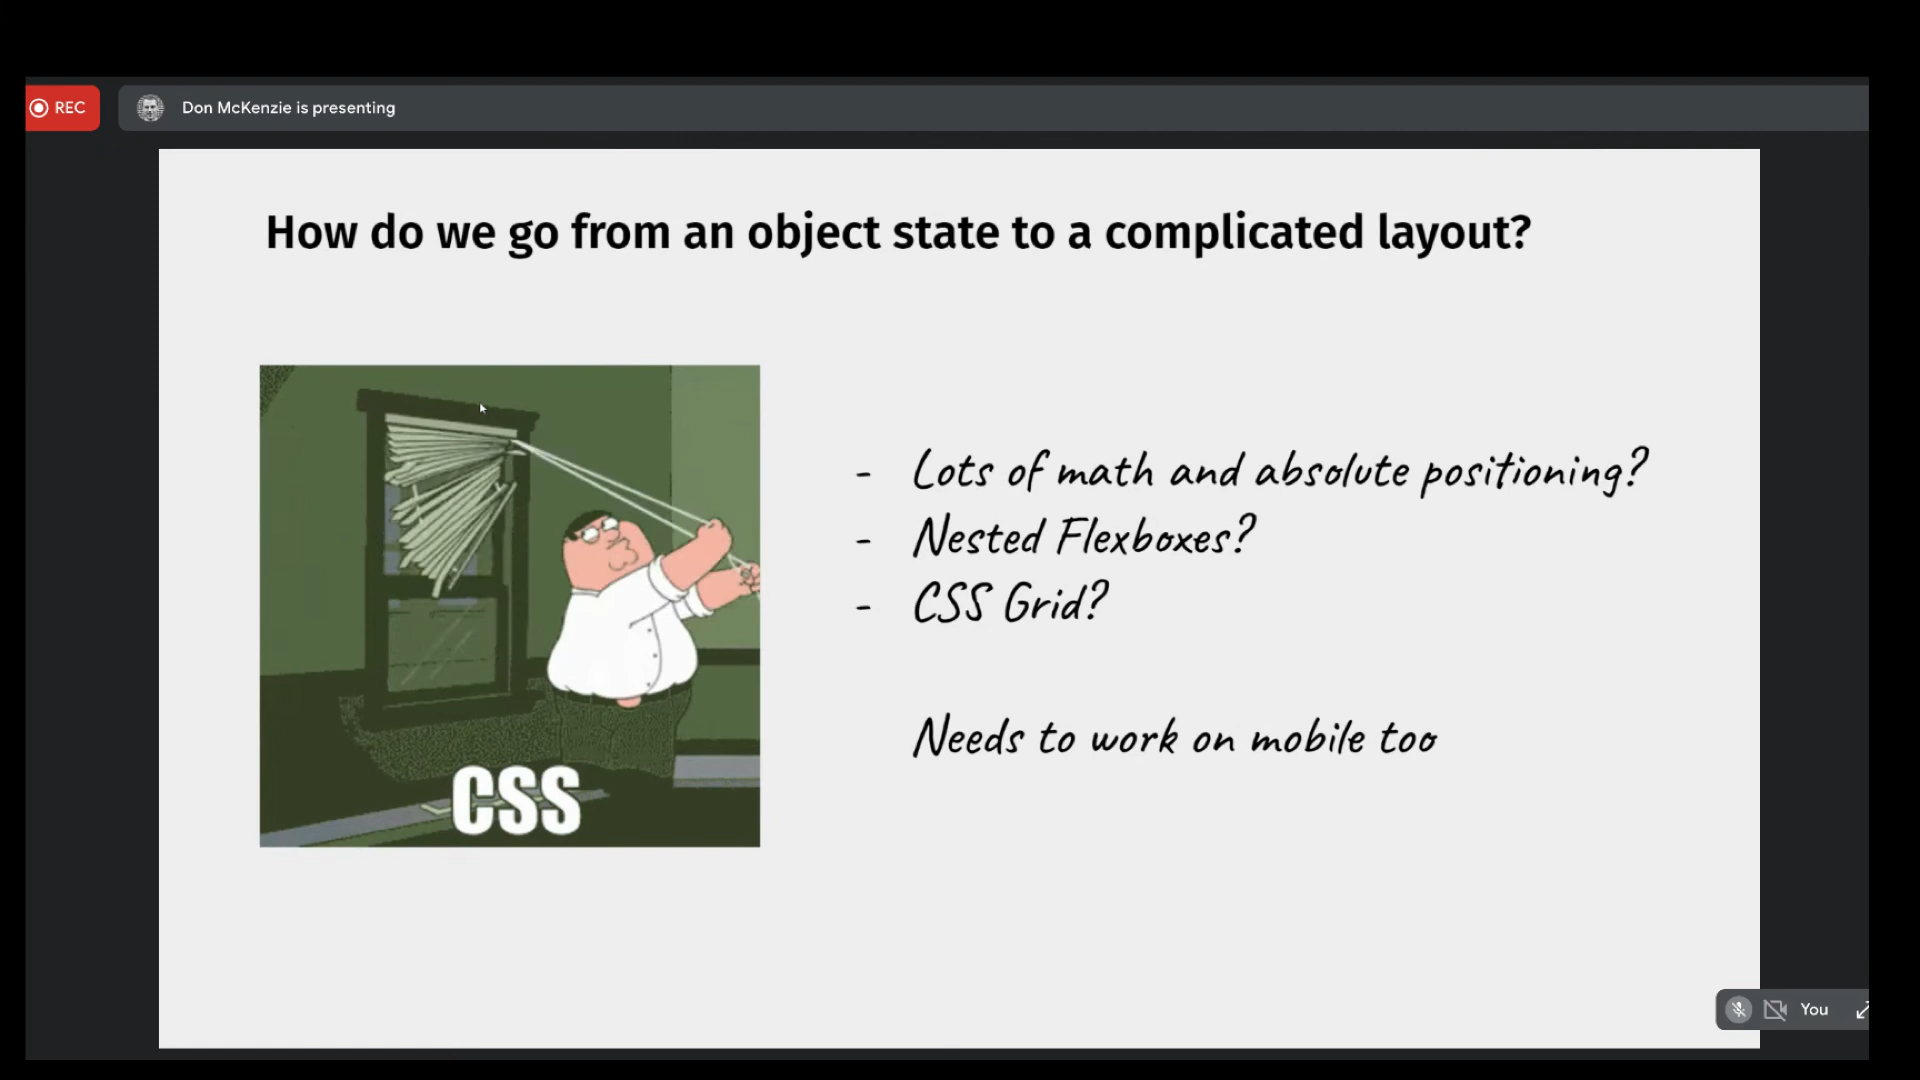 REC
Don McKenzie is presenting
How do we go from an object state to a complicated layout?
- Lots of math and absolute positioning?
- Nested Flexboxes?
- CSS Grid?
Needs to work on mobile too
CSS
You